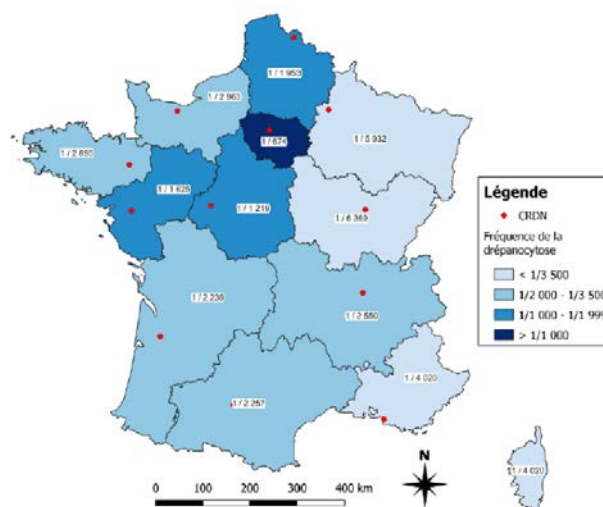 1 / 1 953
1 / 2 963
1 / 5 932
1 / 674
1 / 1 625
1 / 1 219
1 / 6 369
1 / 2 238
1 / 2 550
1 / 2 257
1 / 4 020
1 / 4 020
Légende
CRDN
Fréquence de la
drépanocytose
< 1/3 500
1/2 000 - 1/3 500
1/1 000 - 1/1 999
> 1/1 000
N
0 100 200 300 400 km